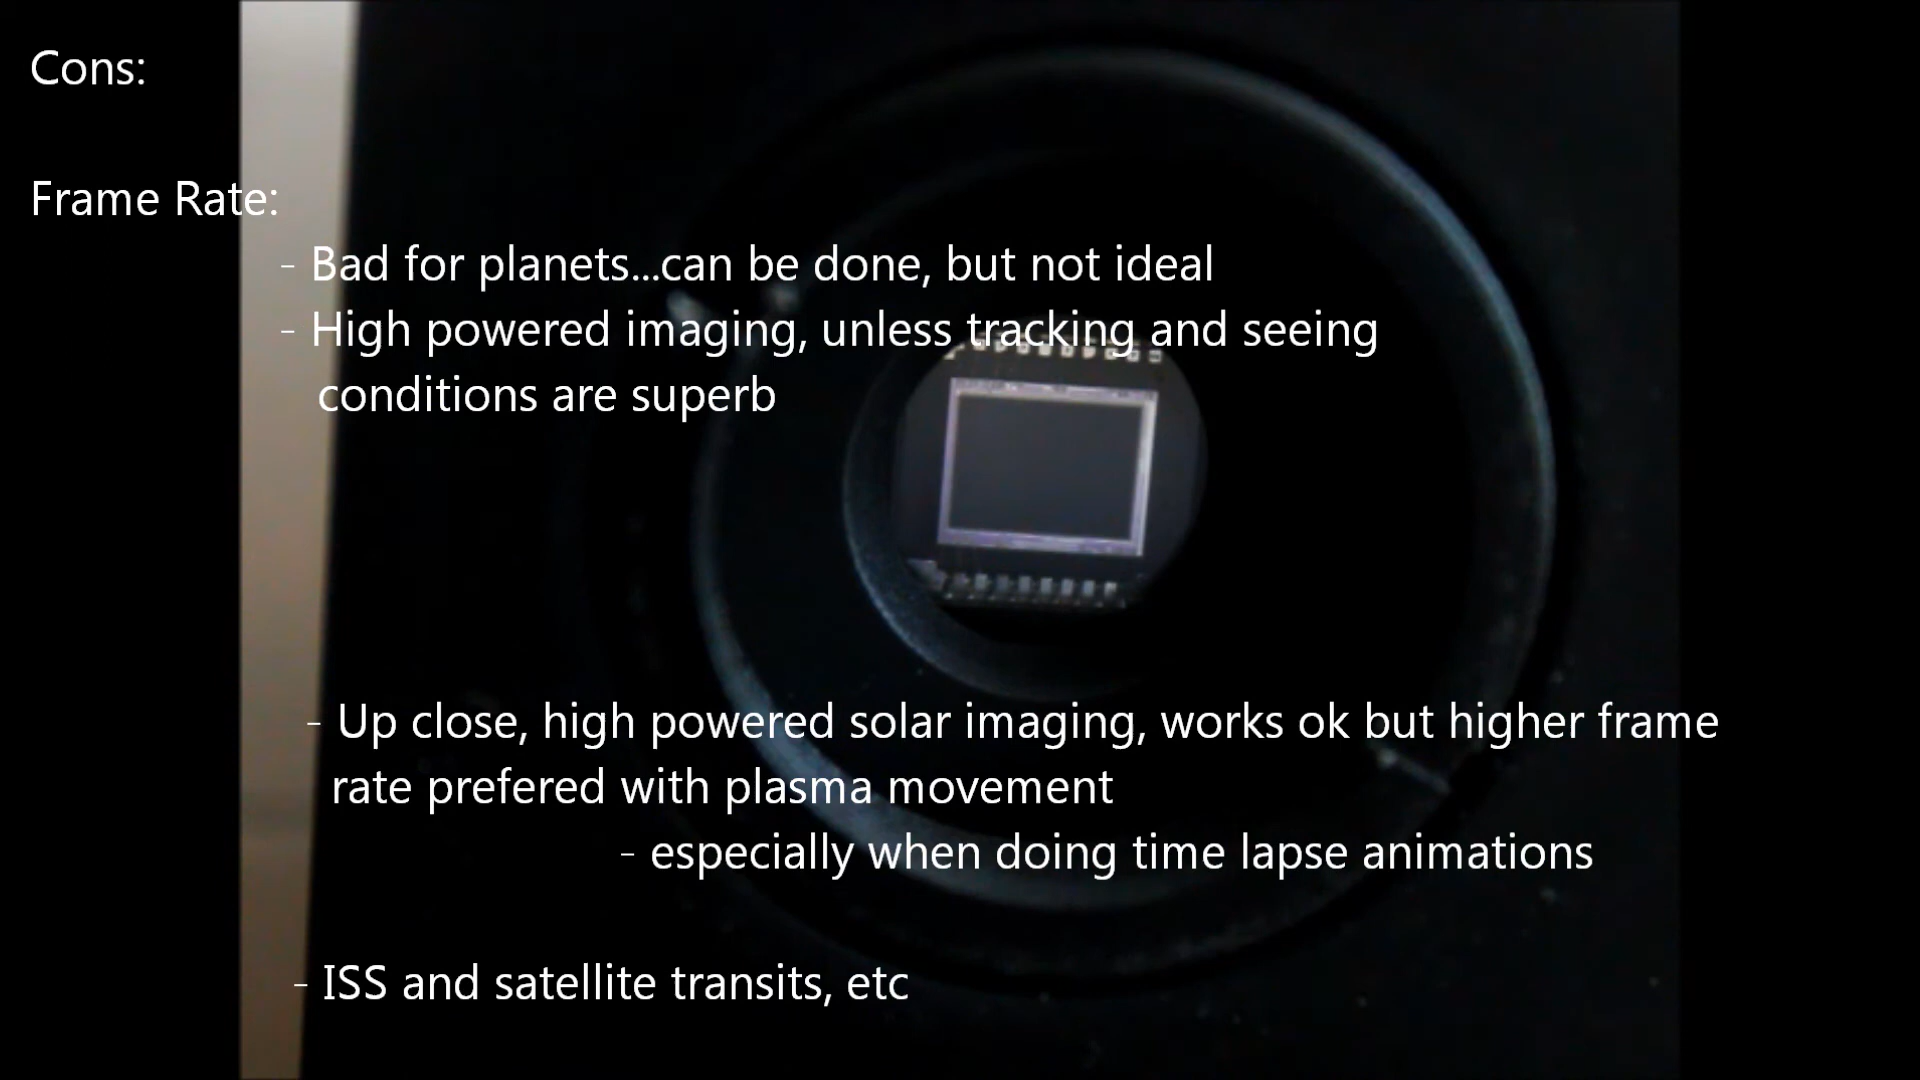 Cons:
Frame Rate:
- Bad for planets...can be done, but not ideal
- High powered imaging, unless tracking and seeing
conditions are superb
- Up close, high powered solar imaging, works ok but higher frame
rate prefered with plasma movement
- especially when doing time lapse animations
- ISS and satellite transits, etc